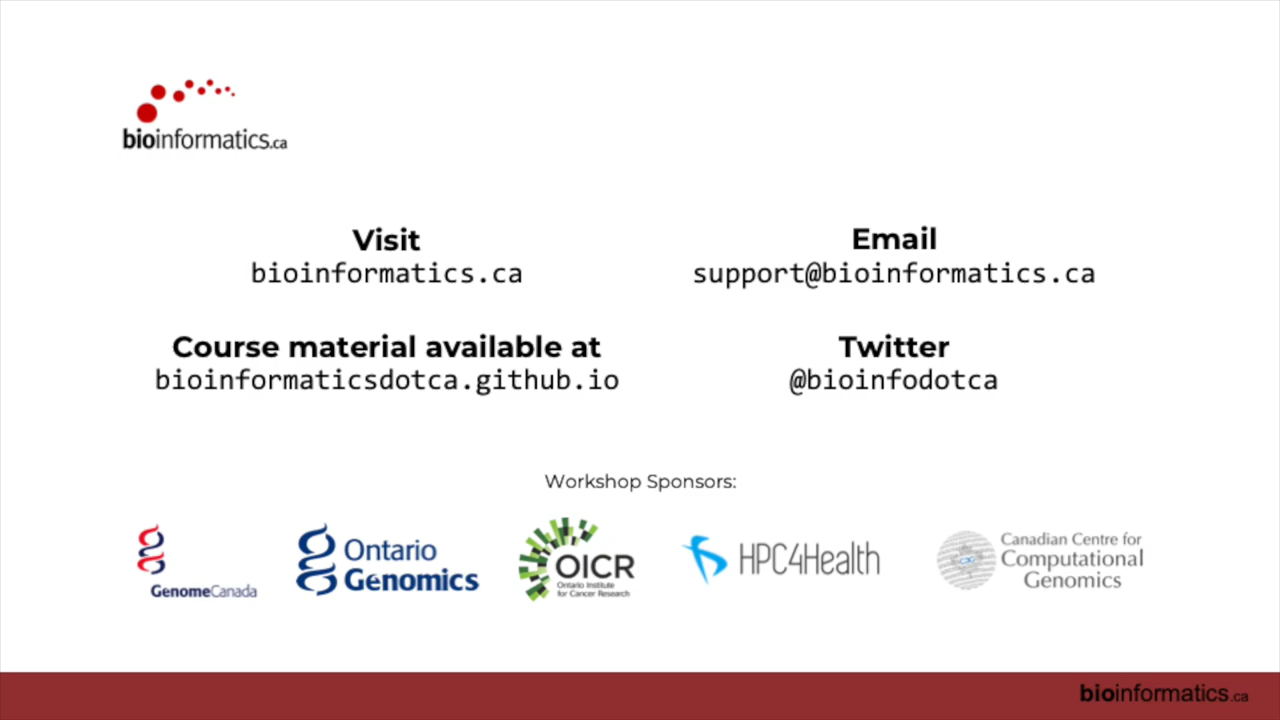 bioinformatics.ca
Visit
bioinformatics.ca
Email
support@bioinformatics.ca
Course material available at
bioinformaticsdotca.github.io
Twitter
@bioinfodotca
Workshop Sponsors:
GenomeCanada
Ontario
Genomics
OICR
Ontario Institute
for Cancer Research
HPC4Health
Canadian Centre for
Computational
Genomics
bioinformatics.ca